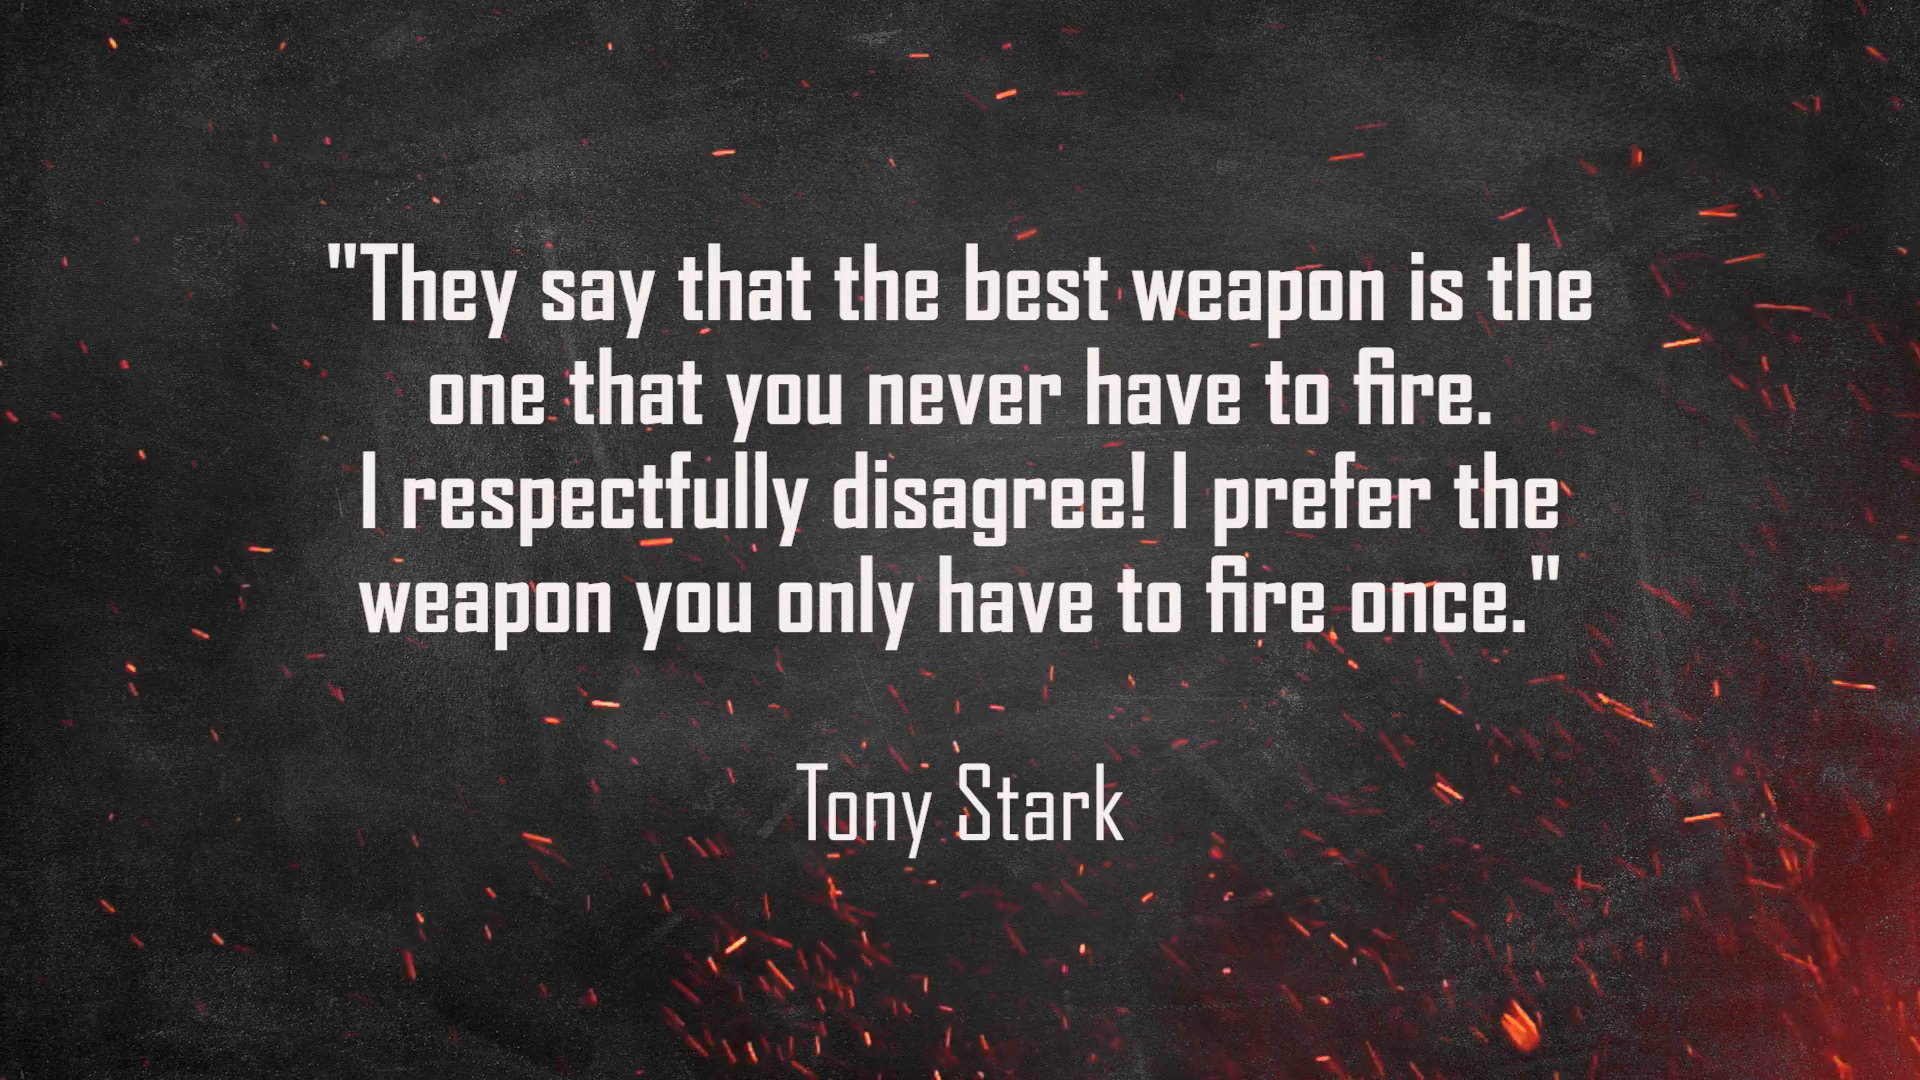 "They say that the best weapon is the
one that you never have to fire.
I respectfully disagree! I prefer the
weapon you only have to fire once."
Tony Stark